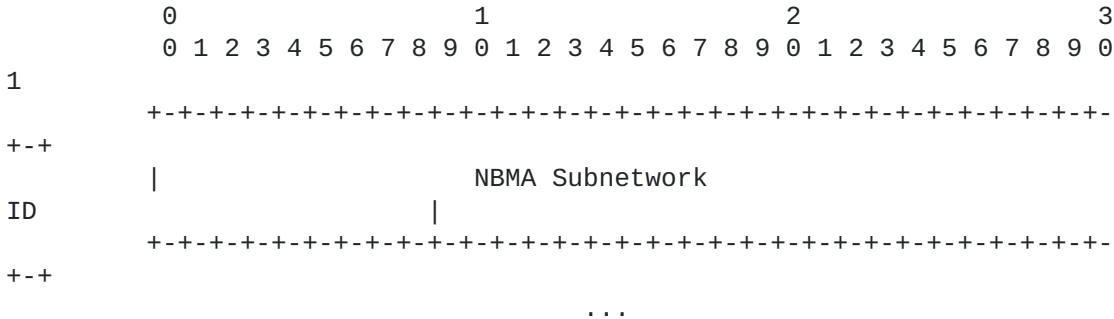 0                   1                   2                   3
0 1 2 3 4 5 6 7 8 9 0 1 2 3 4 5 6 7 8 9 0 1 2 3 4 5 6 7 8 9 0
1
+-+-+-+-+-+-+-+-+-+-+-+-+-+-+-+-+-+-+-+-+-+-+-+-+-+-+-+-+-+-
+-+
|                    NBMA Subnetwork
ID                         |
+-+-+-+-+-+-+-+-+-+-+-+-+-+-+-+-+-+-+-+-+-+-+-+-+-+-+-+-+-+-
+-+
...